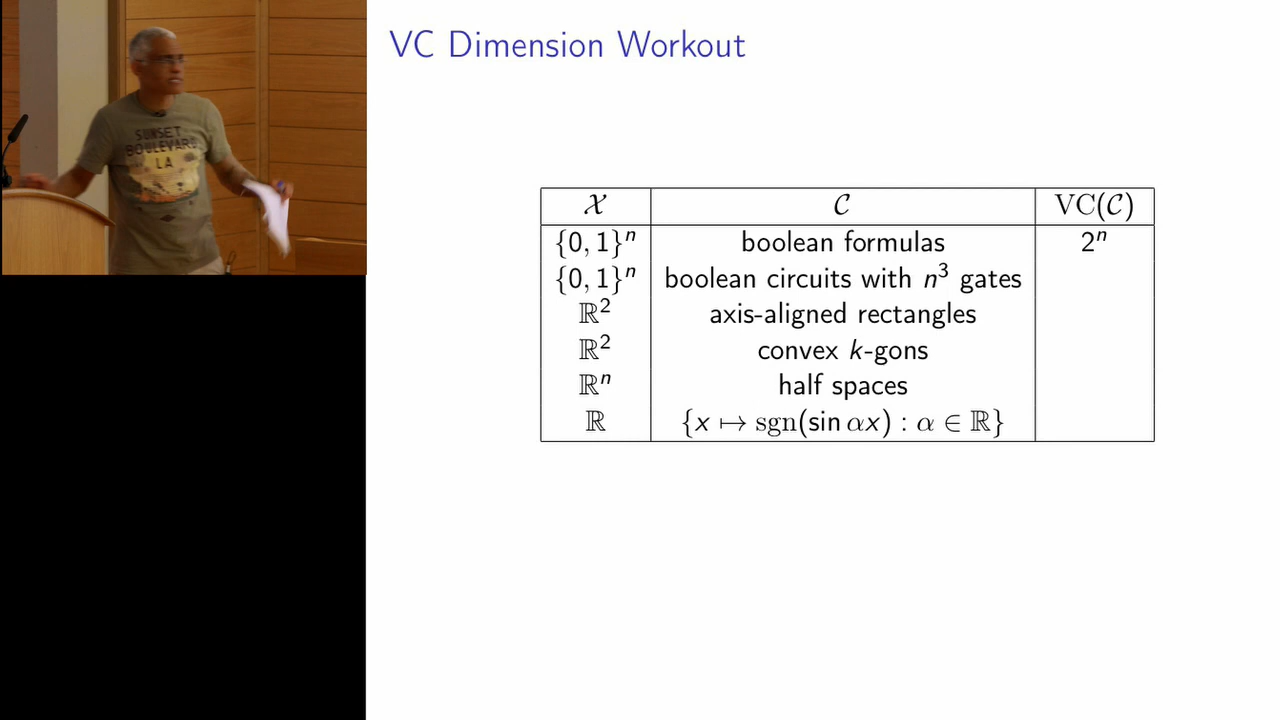 VC Dimension Workout
𝒳 𝒞 VC(𝒞)
{0, 1}ⁿ boolean formulas 2ⁿ
{0, 1}ⁿ boolean circuits with n³ gates
ℝ² axis-aligned rectangles
ℝ² convex k-gons
ℝⁿ half spaces
ℝ {x ↦ sgn(sin αx) : α ∈ ℝ}
SUNSET
BOULEVARD
LA